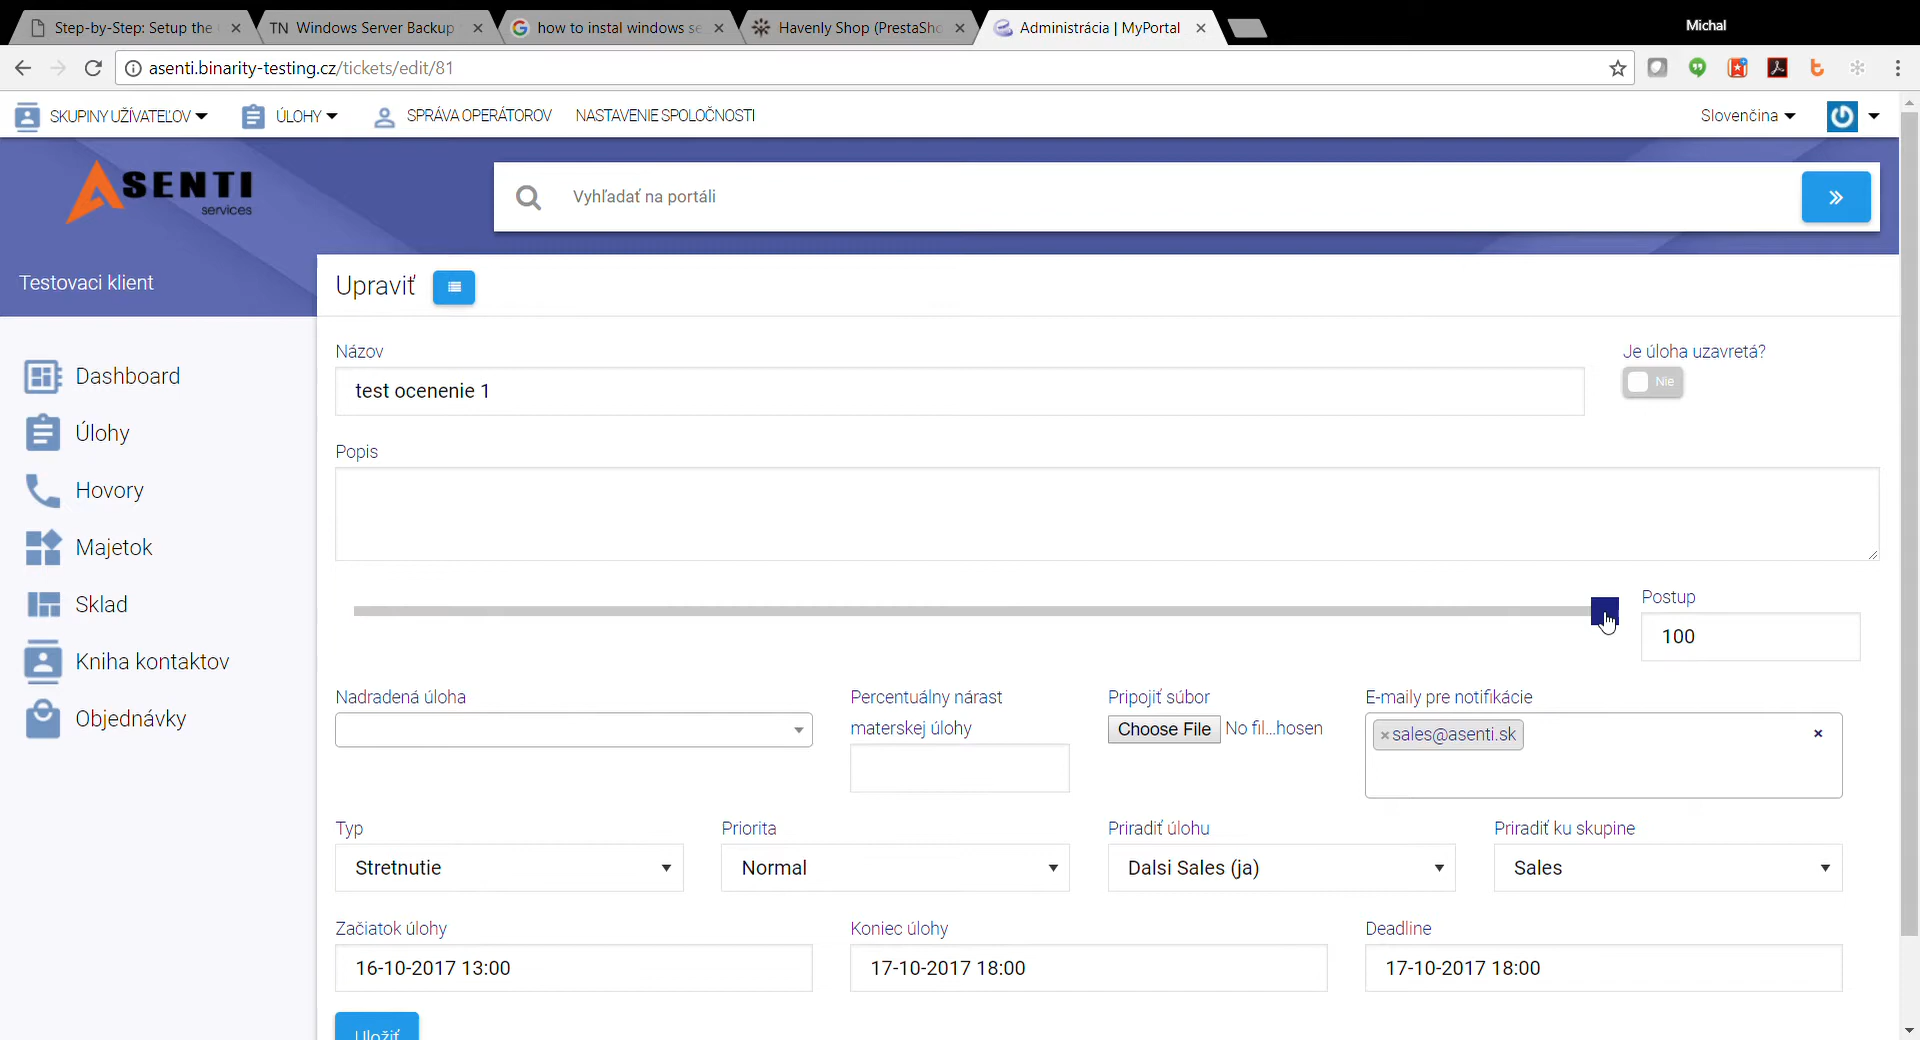 Step-by-Step: Setup the
TN Windows Server Backup
how to instal windows se
Havenly Shop (PrestaSho
Administrácia | MyPortal
Michal
asenti.binarity-testing.cz/tickets/edit/81
SKUPINY UŽÍVATEĽOV
ÚLOHY
SPRÁVA OPERÁTOROV
NASTAVENIE SPOLOČNOSTI
Slovenčina
ASENTI
services
Vyhľadať na portáli
Testovaci klient
Upraviť
Dashboard
Úlohy
Hovory
Majetok
Sklad
Kniha kontaktov
Objednávky
Názov
Je úloha uzavretá?
test ocenenie 1
Nie
Popis
Postup
100
Nadradená úloha
Percentuálny nárast
materskej úlohy
Pripojiť súbor
Choose File No fil...hosen
E-maily pre notifikácie
×sales@asenti.sk
×
Typ
Priorita
Priradiť úlohu
Priradiť ku skupine
Stretnutie
Normal
Dalsi Sales (ja)
Sales
Začiatok úlohy
Koniec úlohy
Deadline
16-10-2017 13:00
17-10-2017 18:00
17-10-2017 18:00
Uložiť